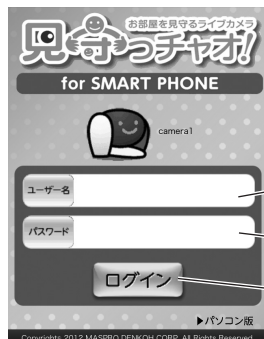 お部屋を見守るライブカメラ
見守っチャオ!
for SMART PHONE
camera1
ユーザー名
パスワード
ログイン
▶パソコン版
Copyrights 2012 MASPRO DENKOH CORP. All Rights Reserved